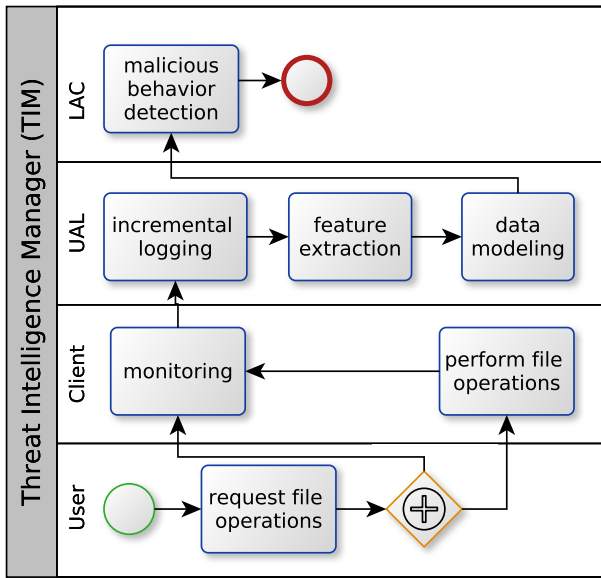 Threat Intelligence Manager (TIM)
LAC
malicious
behavior
detection
UAL
incremental
logging
feature
extraction
data
modeling
Client
monitoring
perform file
operations
User
request file
operations